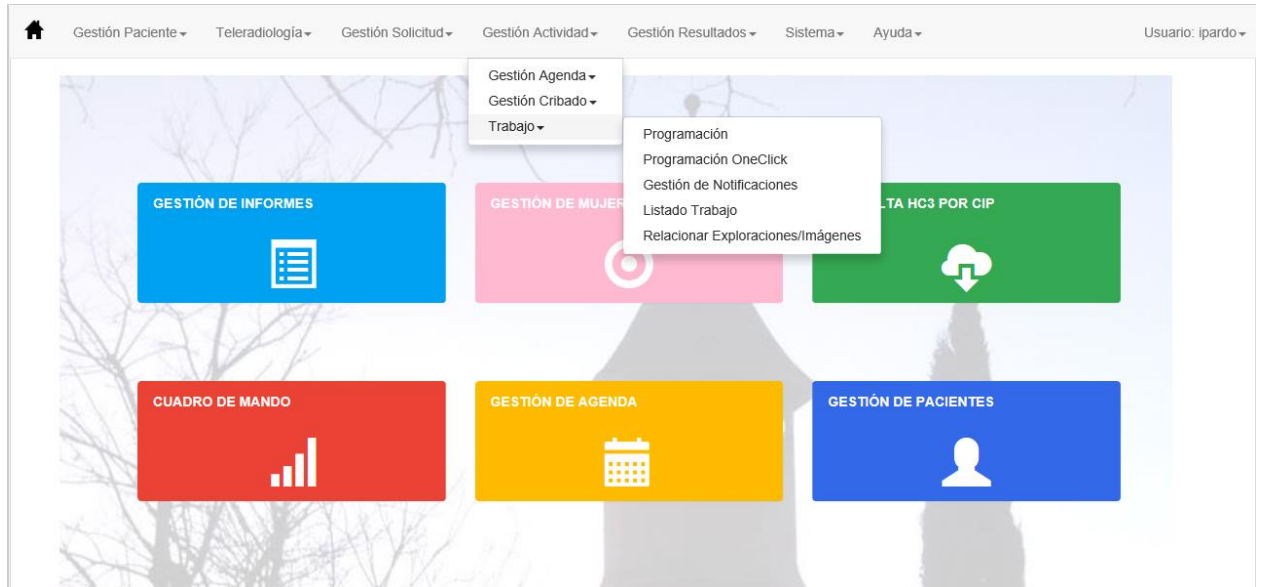 Gestión Paciente Teleradiología Gestión Solicitud Gestión Actividad Gestión Resultados Sistema Ayuda Usuario: ipardo
Gestión Agenda
Gestión Cribado
Trabajo
Programación
Programación OneClick
Gestión de Notificaciones
Listado Trabajo
Relacionar Exploraciones/Imágenes
GESTIÓN DE INFORMES
GESTIÓN DE
HC3 POR CIP
CUADRO DE MANDO
GESTIÓN DE AGENDA
GESTIÓN DE PACIENTES